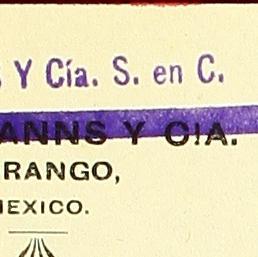 Y Cía. S. en C.
ANNS Y CIA.
RANGO,
MEXICO.